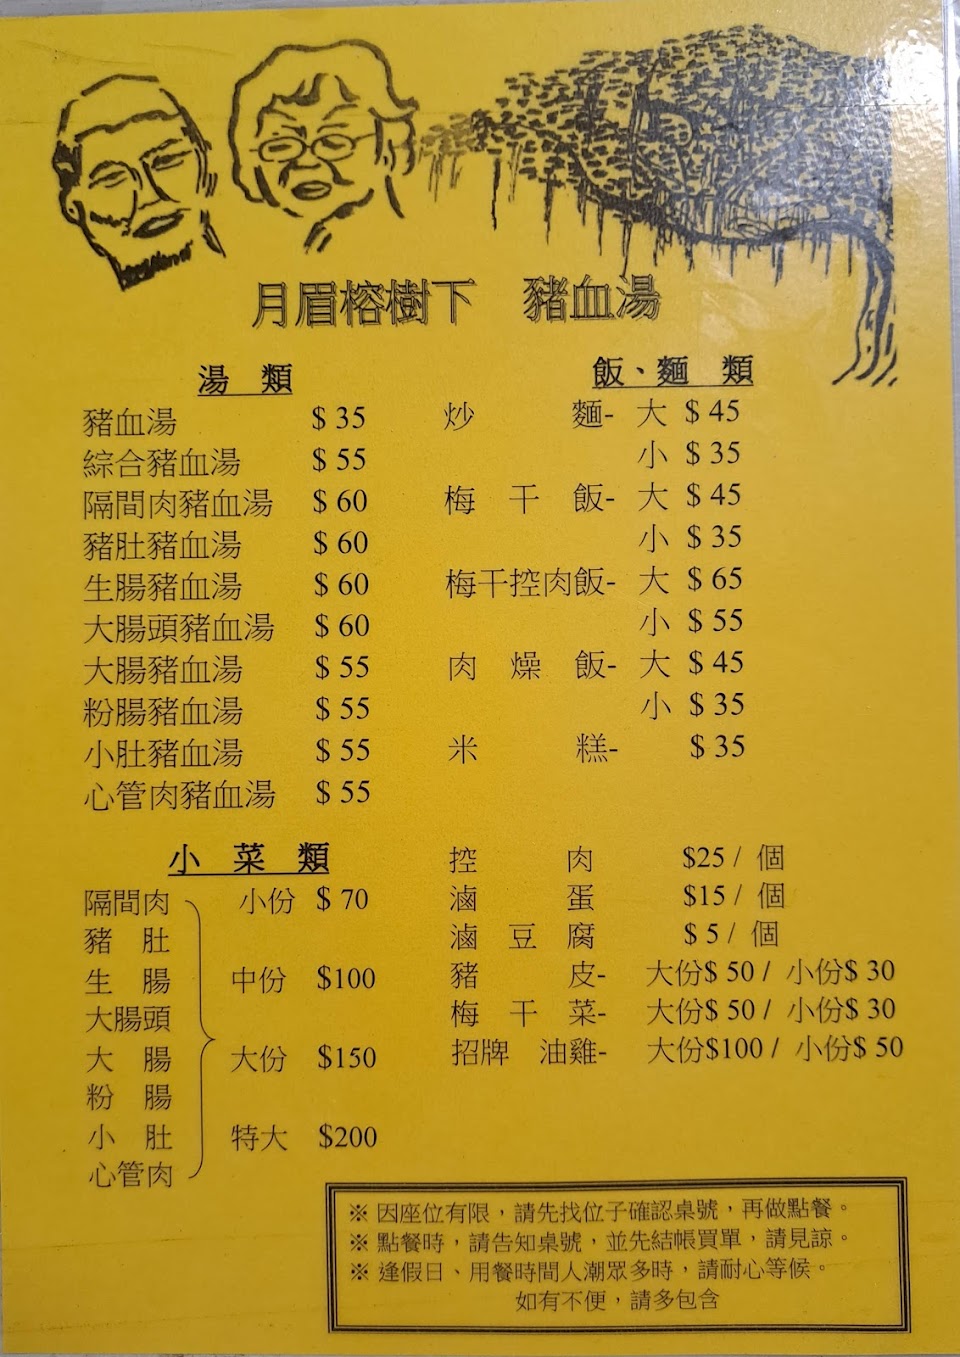 月眉榕樹下　豬血湯
湯　類
豬血湯 $ 35
綜合豬血湯 $ 55
隔間肉豬血湯 $ 60
豬肚豬血湯 $ 60
生腸豬血湯 $ 60
大腸頭豬血湯 $ 60
大腸豬血湯 $ 55
粉腸豬血湯 $ 55
小肚豬血湯 $ 55
心管肉豬血湯 $ 55
飯、麵　類
炒　麵- 大 $ 45
小 $ 35
梅　干　飯- 大 $ 45
小 $ 35
梅干控肉飯- 大 $ 65
小 $ 55
肉　燥　飯- 大 $ 45
小 $ 35
米　糕- $ 35
小　菜　類
隔間肉 小份 $ 70
豬　肚
生　腸 中份 $100
大腸頭
大　腸 大份 $150
粉　腸
小　肚 特大 $200
心管肉
控　肉 $25 / 個
滷　蛋 $15 / 個
滷　豆　腐 $ 5 / 個
豬　皮- 大份$ 50 / 小份$ 30
梅　干　菜- 大份$ 50 / 小份$ 30
招牌　油雞- 大份$100 / 小份$ 50
※ 因座位有限，請先找位子確認桌號，再做點餐。
※ 點餐時，請告知桌號，並先結帳買單，請見諒。
※ 逢假日、用餐時間人潮眾多時，請耐心等候。
如有不便，請多包含